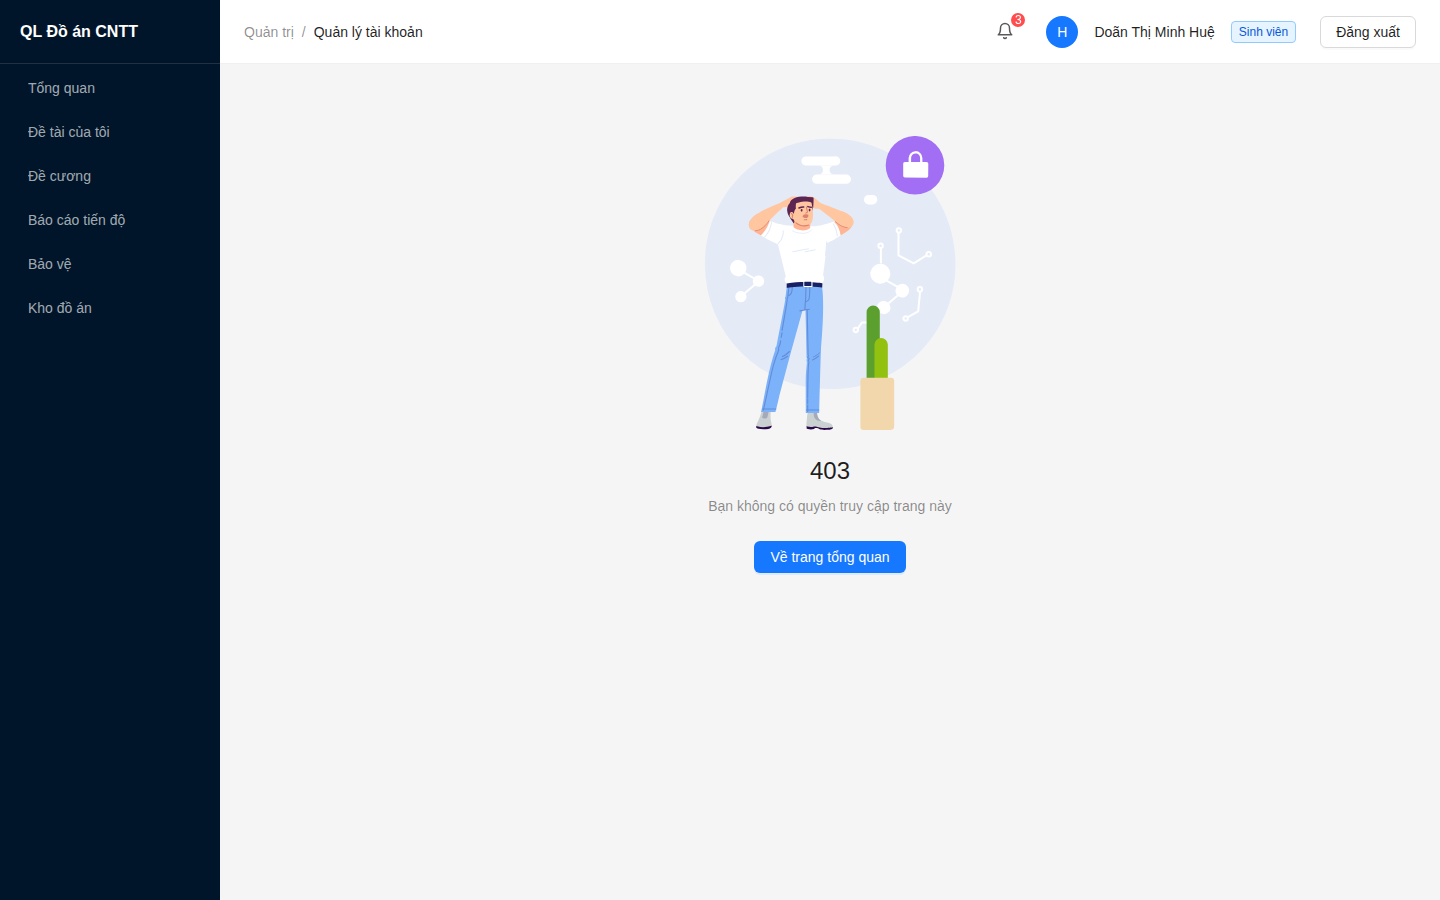 QL Đồ án CNTT
Quản trị / Quản lý tài khoản
3
H
Doãn Thị Minh Huệ
Sinh viên
Đăng xuất
Tổng quan
Đề tài của tôi
Đề cương
Báo cáo tiến độ
Bảo vệ
Kho đồ án
403
Bạn không có quyền truy cập trang này
Về trang tổng quan